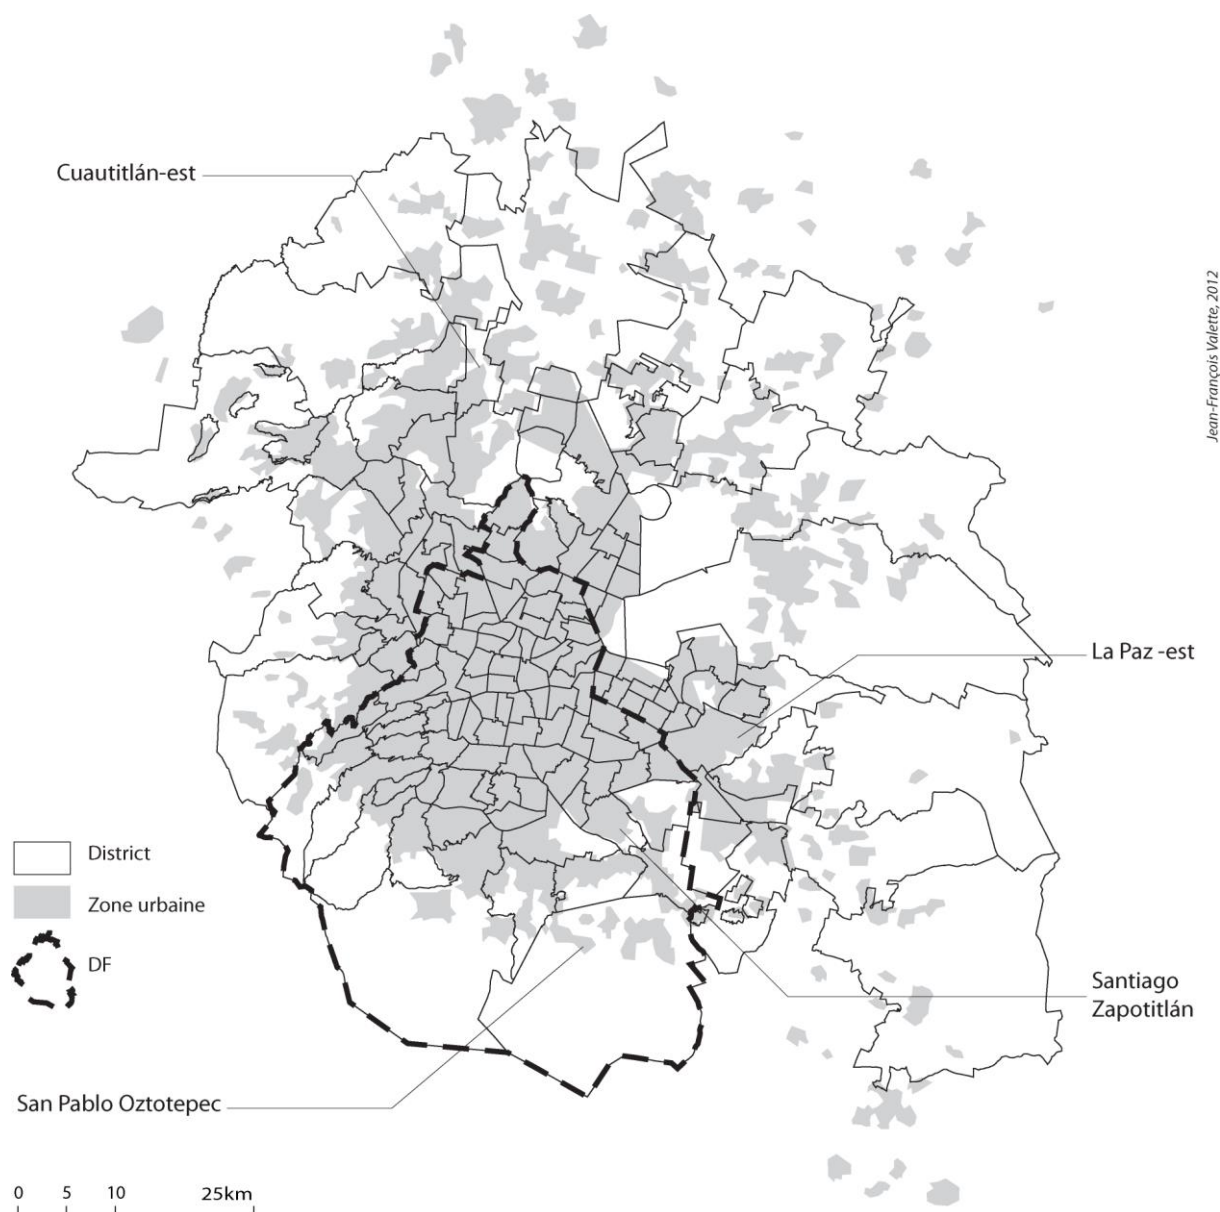 Cuautitlán-est
Jean-François Valette, 2012
La Paz -est
District
Zone urbaine
DF
Santiago
Zapotitlán
San Pablo Oztotepec
0 5 10 25km